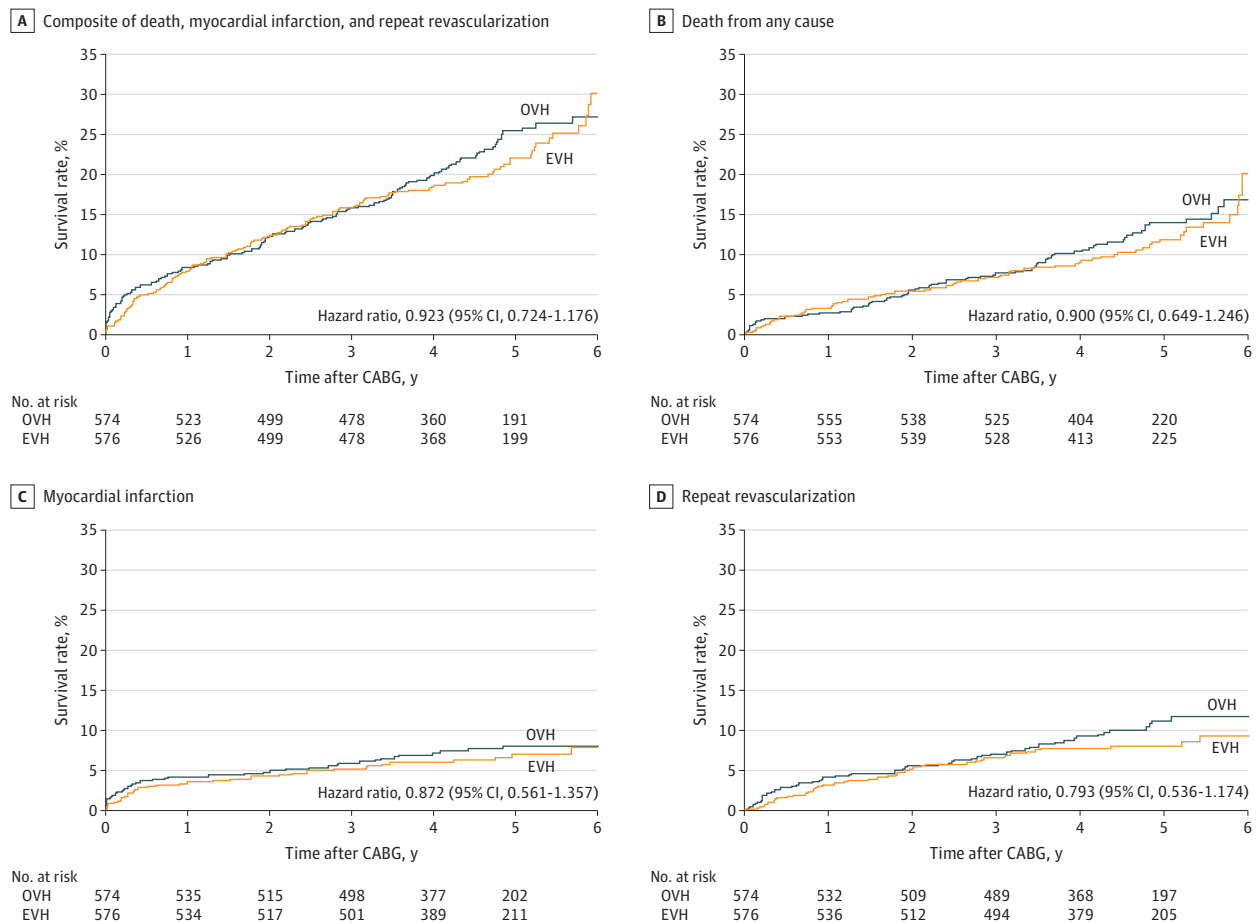 A Composite of death, myocardial infarction, and repeat revascularization
35
30
25
20
15
10
5
0
Survival rate, %
OVH
EVH
Hazard ratio, 0.923 (95% CI, 0.724-1.176)
0 1 2 3 4 5 6
Time after CABG, y
No. at risk
OVH 574 523 499 478 360 191
EVH 576 526 499 478 368 199
B Death from any cause
35
30
25
20
15
10
5
0
Survival rate, %
OVH
EVH
Hazard ratio, 0.900 (95% CI, 0.649-1.246)
0 1 2 3 4 5 6
Time after CABG, y
No. at risk
OVH 574 555 538 525 404 220
EVH 576 553 539 528 413 225
C Myocardial infarction
35
30
25
20
15
10
5
0
Survival rate, %
OVH
EVH
Hazard ratio, 0.872 (95% CI, 0.561-1.357)
0 1 2 3 4 5 6
Time after CABG, y
No. at risk
OVH 574 535 515 498 377 202
EVH 576 534 517 501 389 211
D Repeat revascularization
35
30
25
20
15
10
5
0
Survival rate, %
OVH
EVH
Hazard ratio, 0.793 (95% CI, 0.536-1.174)
0 1 2 3 4 5 6
Time after CABG, y
No. at risk
OVH 574 532 509 489 368 197
EVH 576 536 512 494 379 205